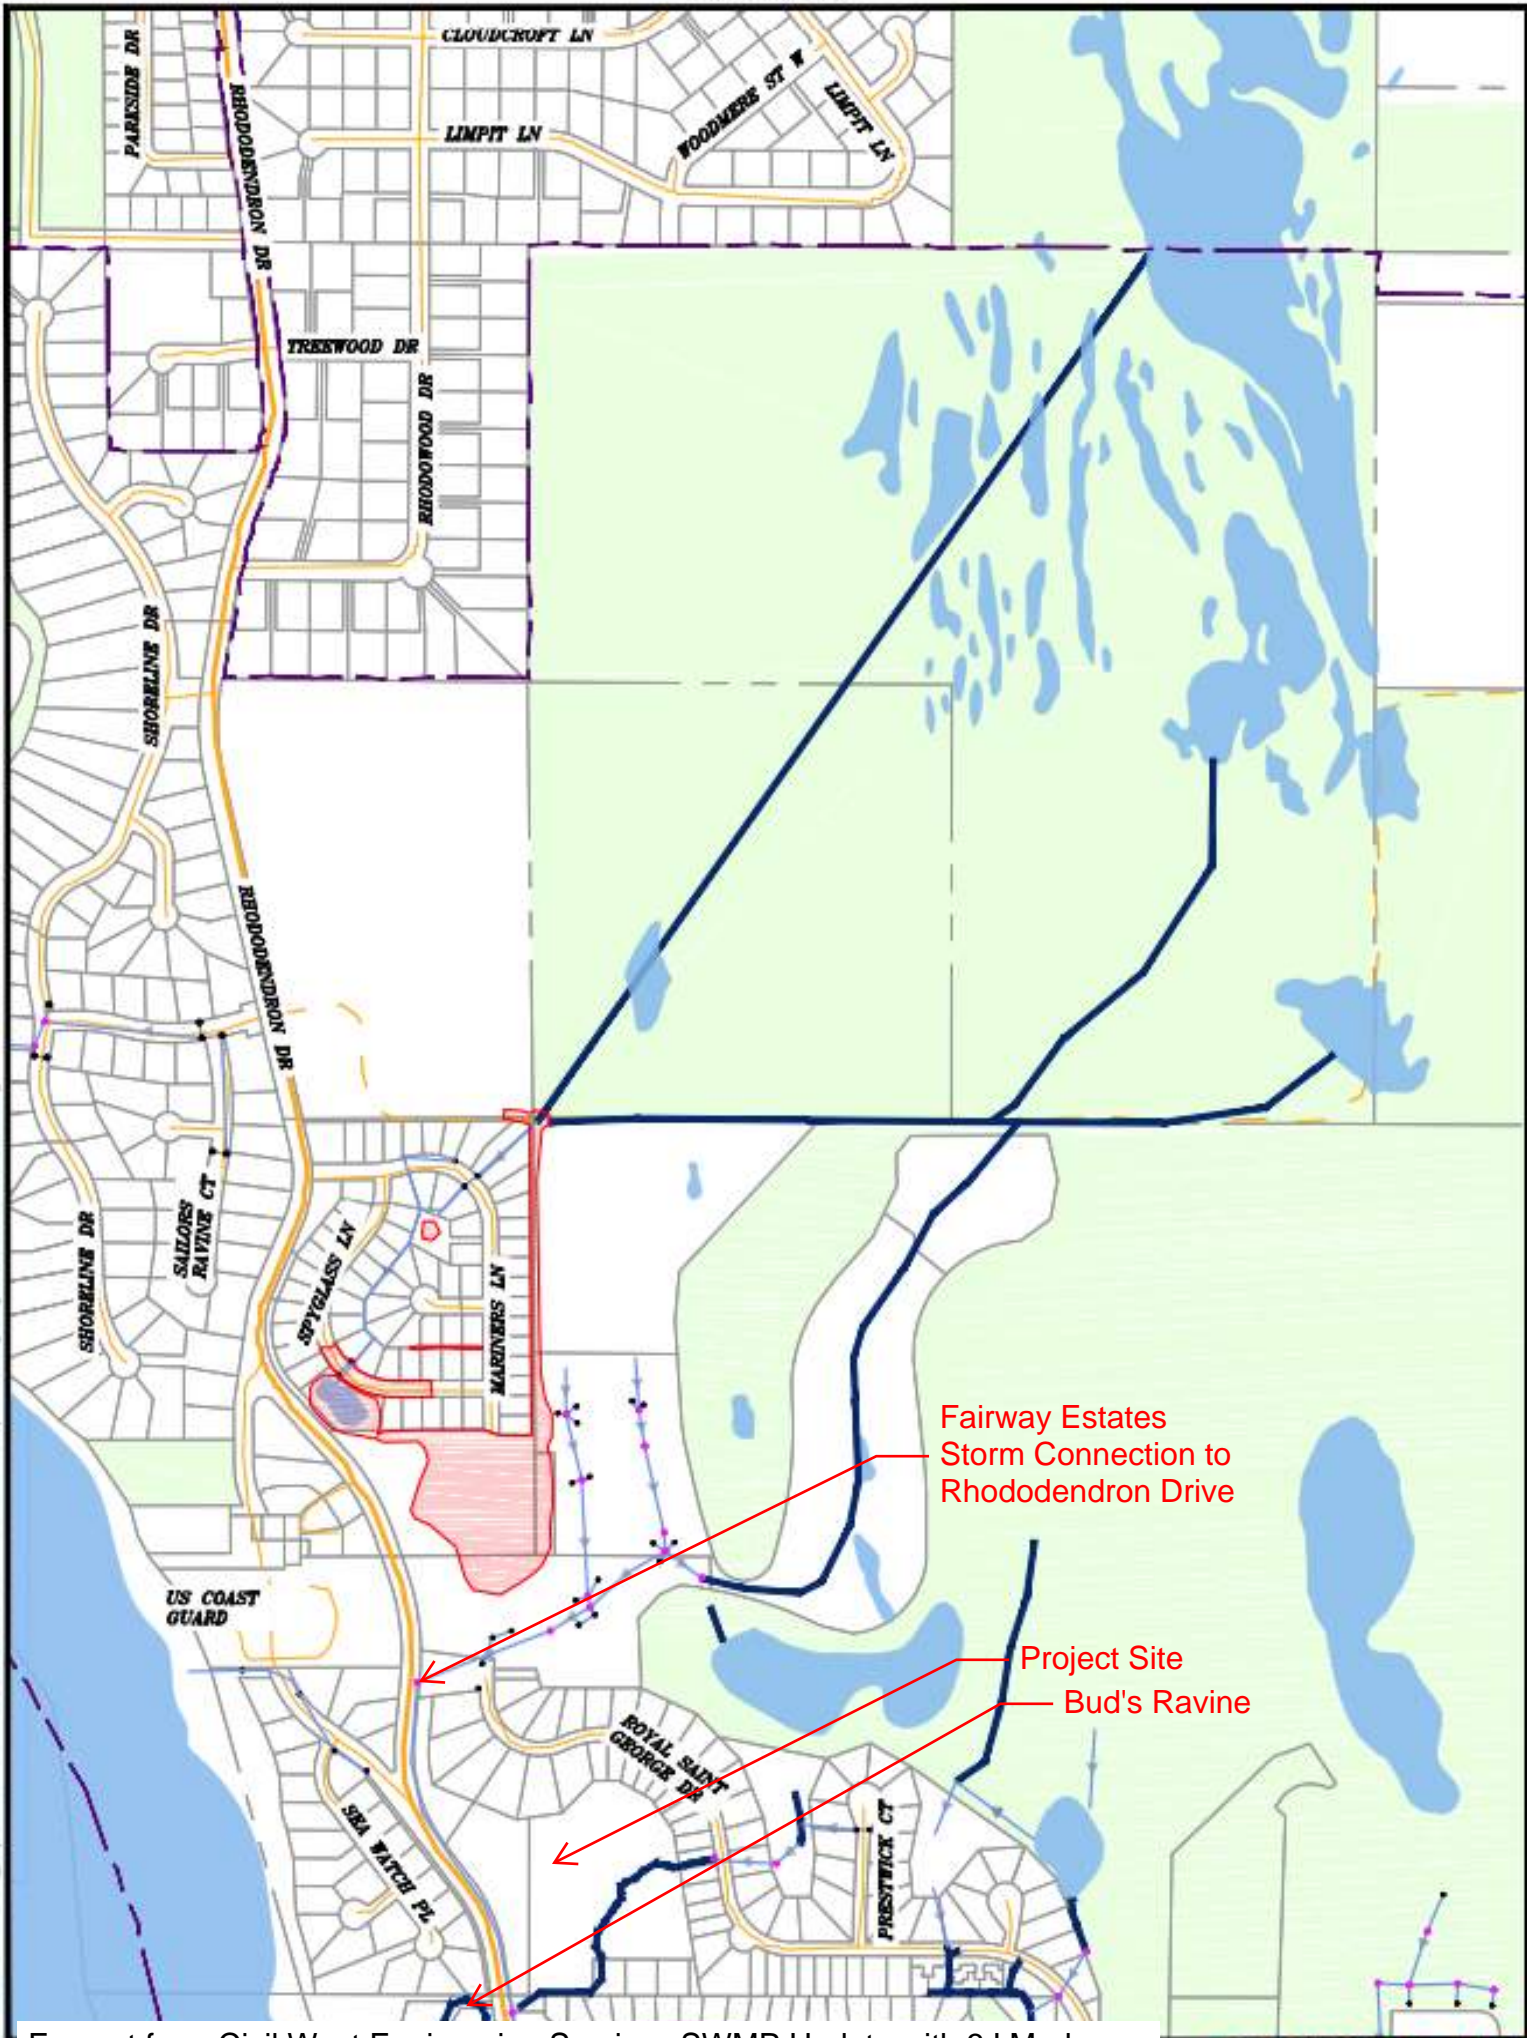 CLOUDCROFT LN
PARKSIDE DR
RHODODENDRON DR
LIMPIT LN
WOODMERE ST W
LIMPIT LN
TREEWOOD DR
RHODOWOOD DR
SHORELINE DR
RHODODENDRON DR
SAILORS
RAVINE CT
SHORELINE DR
SPYGLASS LN
MARINERS LN
Fairway Estates
Storm Connection to
Rhododendron Drive
US COAST
GUARD
Project Site
Bud's Ravine
ROYAL SAINT
GEORGE DR
SEA WATCH PL
PRESTWICK CT